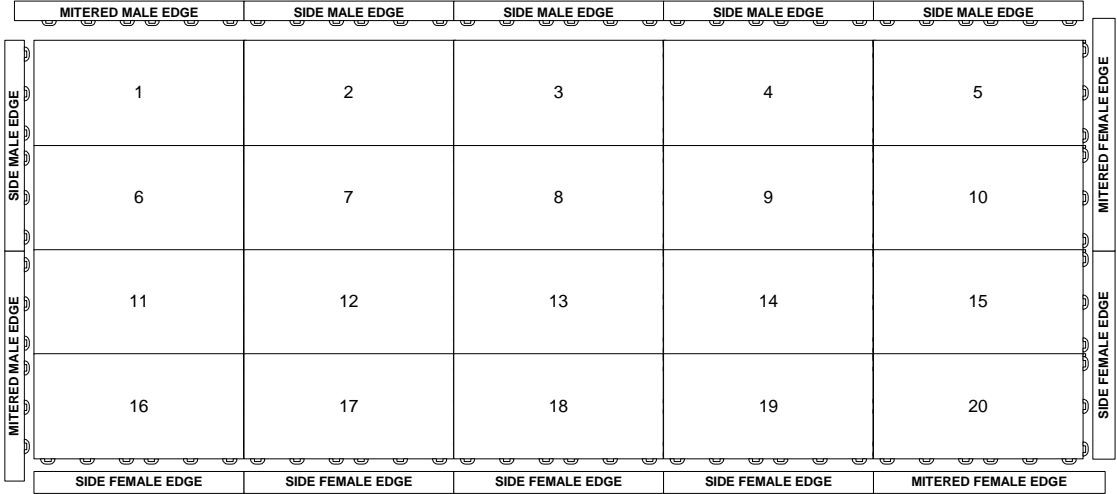 MITERED MALE EDGE SIDE MALE EDGE SIDE MALE EDGE SIDE MALE EDGE SIDE MALE EDGE
SIDE MALE EDGE
MITERED FEMALE EDGE
1 2 3 4 5
6 7 8 9 10
MITERED MALE EDGE
SIDE FEMALE EDGE
11 12 13 14 15
16 17 18 19 20
SIDE FEMALE EDGE SIDE FEMALE EDGE SIDE FEMALE EDGE SIDE FEMALE EDGE MITERED FEMALE EDGE